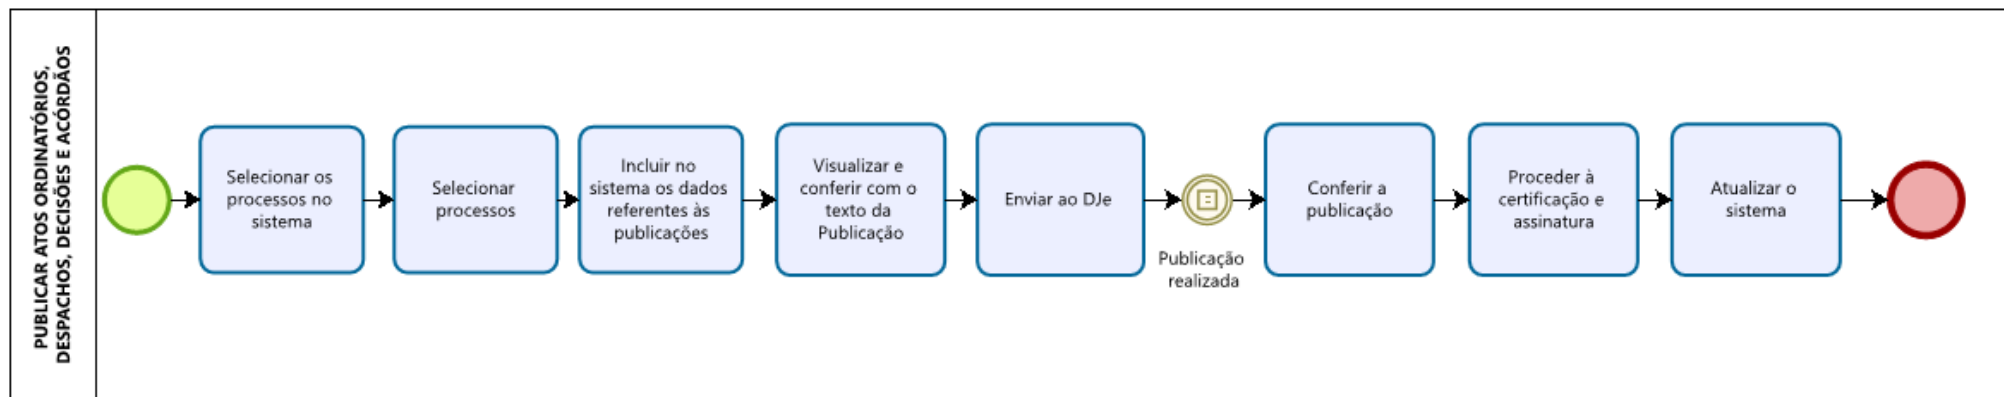 PUBLICAR ATOS ORDINATÓRIOS,
DESPACHOS, DECISÕES E ACÓRDÃOS
Selecionar os
processos no
sistema
Selecionar
processos
Incluir no
sistema os dados
referentes às
publicações
Visualizar e
conferir com o
texto da
Publicação
Enviar ao DJe
Publicação
realizada
Conferir a
publicação
Proceder à
certificação e
assinatura
Atualizar o
sistema